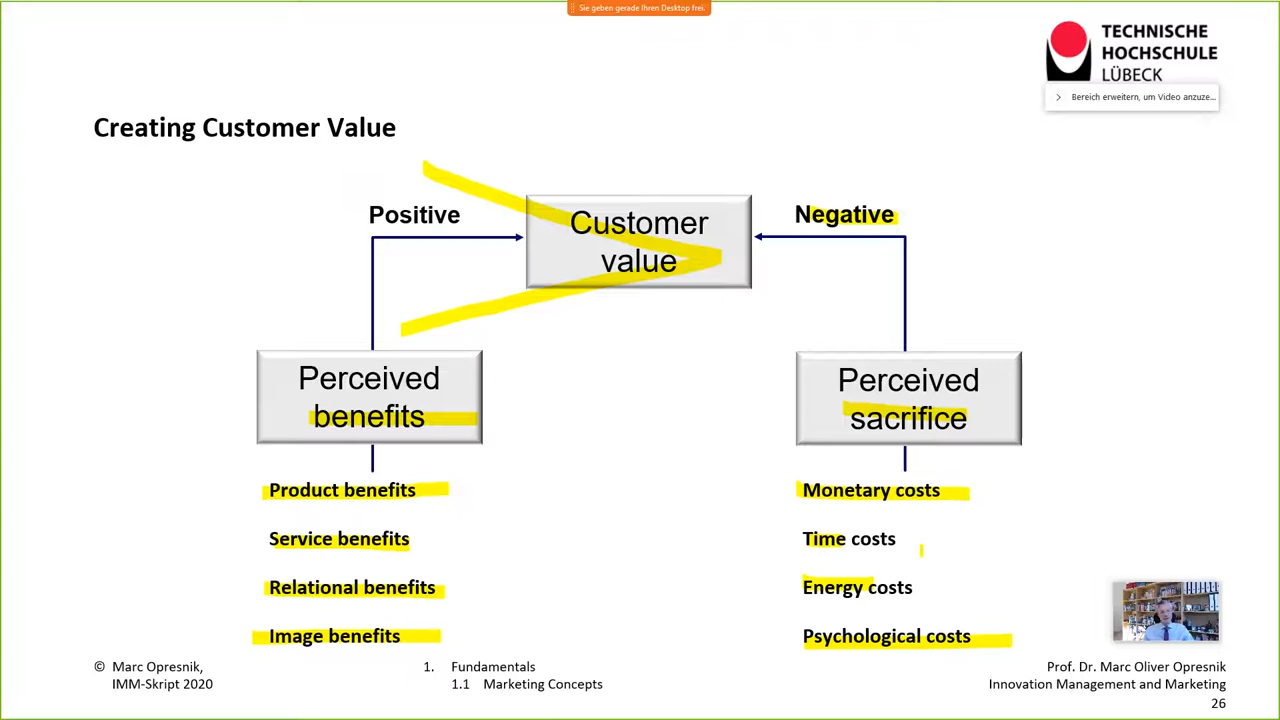 Sie geben gerade Ihren Desktop frei.
TECHNISCHE
HOCHSCHULE
LÜBECK
Bereich erweitern, um Video anzuze...
Creating Customer Value
Positive
Customer
value
Negative
Perceived
benefits
Perceived
sacrifice
Product benefits
Service benefits
Relational benefits
Image benefits
Monetary costs
Time costs
Energy costs
Psychological costs
© Marc Opresnik,
IMM-Skript 2020
1. Fundamentals
1.1 Marketing Concepts
Prof. Dr. Marc Oliver Opresnik
Innovation Management and Marketing
26